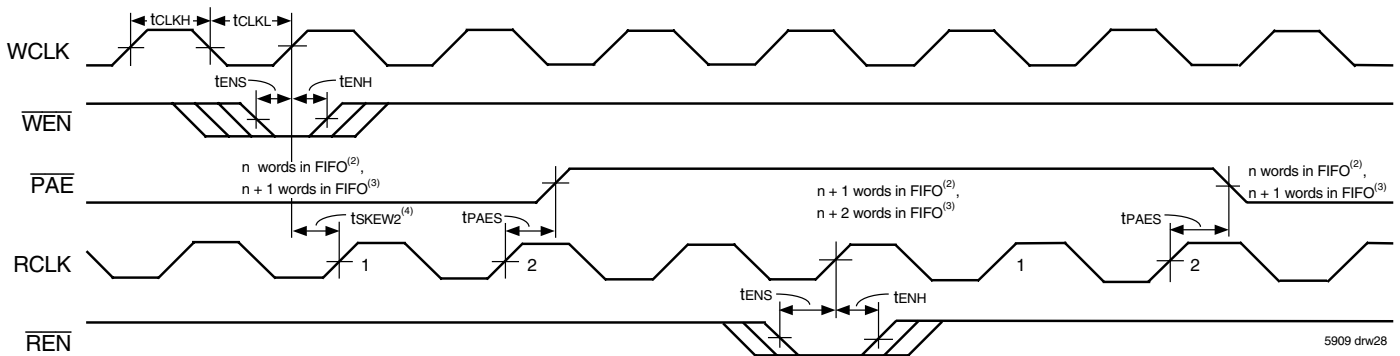 tCLKH tCLKL
WCLK
tENS tENH
WEN
n words in FIFO(2),
n + 1 words in FIFO(3)
PAE
n + 1 words in FIFO(2),
n + 2 words in FIFO(3)
n words in FIFO(2),
n + 1 words in FIFO(3)
tSKEW2(4) tPAES tPAES
RCLK
1 2 1 2
tENS tENH
REN
5909 drw28